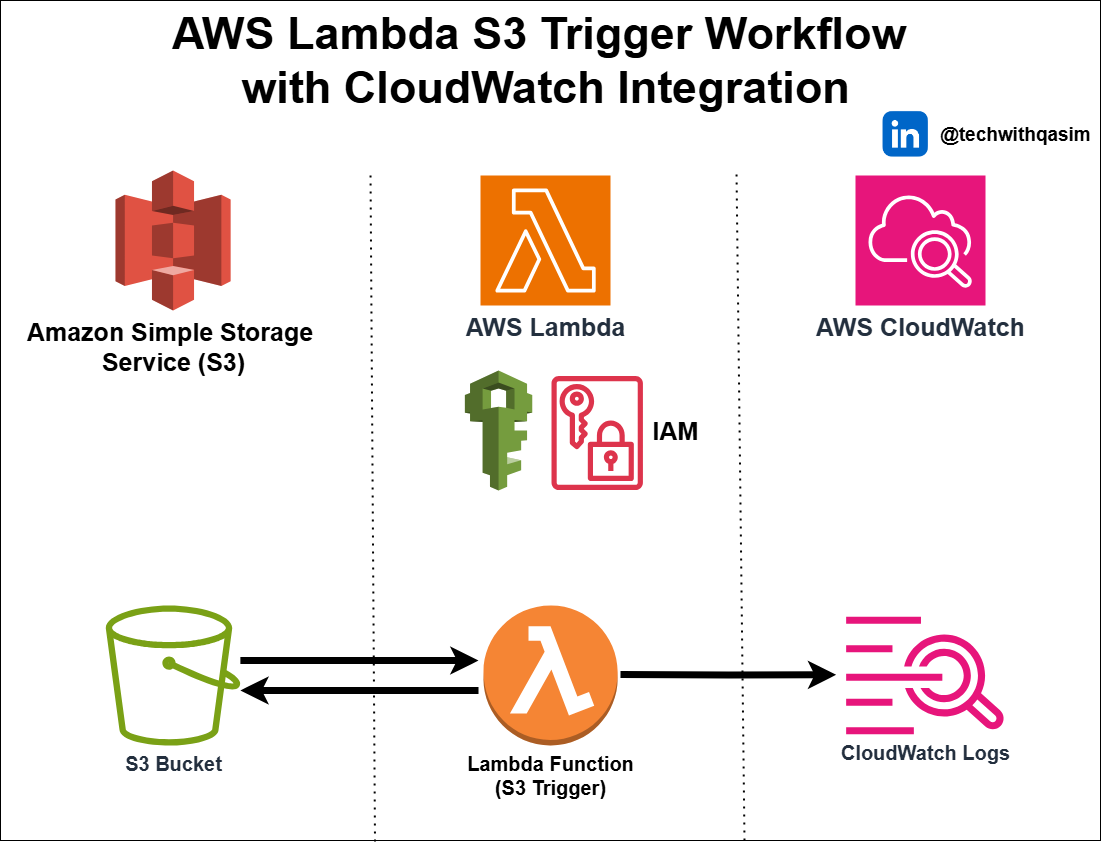 AWS Lambda S3 Trigger Workflow
with CloudWatch Integration
in
@techwithqasim
Amazon Simple Storage
Service (S3)
AWS Lambda
AWS CloudWatch
IAM
S3 Bucket
Lambda Function
(S3 Trigger)
CloudWatch Logs